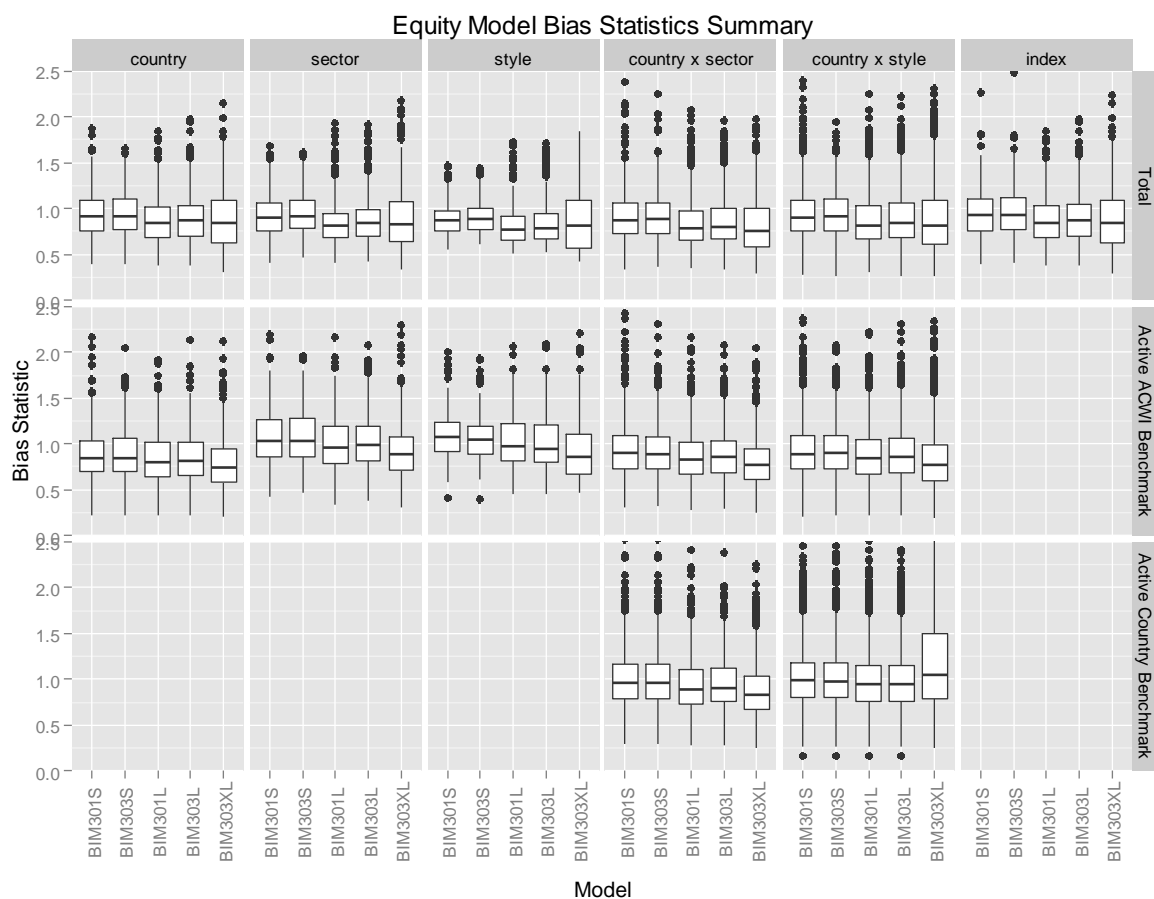 Equity Model Bias Statistics Summary
country sector style country x sector country x style index
2.5
2.0
1.5
1.0
0.5
0.0
Total
2.5
2.0
1.5
1.0
0.5
0.0
Active ACWI Benchmark
Bias Statistic
2.5
2.0
1.5
1.0
0.5
0.0
Active Country Benchmark
BIM301S BIM303S BIM301L BIM303L BIM303XL BIM301S BIM303S BIM301L BIM303L BIM303XL BIM301S BIM303S BIM301L BIM303L BIM303XL BIM301S BIM303S BIM301L BIM303L BIM303XL BIM301S BIM303S BIM301L BIM303L BIM303XL BIM301S BIM303S BIM301L BIM303L BIM303XL
Model